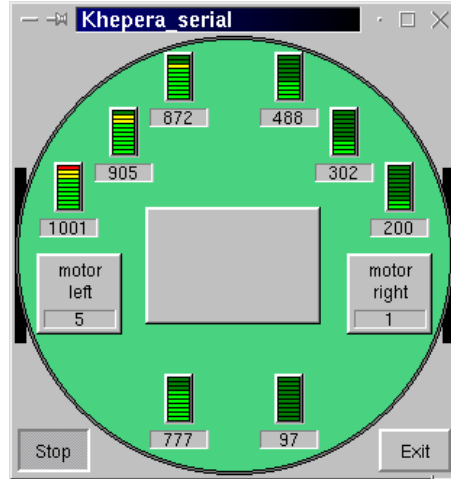 Khepera_serial
872
488
905
302
1001
200
motor
left
5
motor
right
1
777
97
Stop
Exit